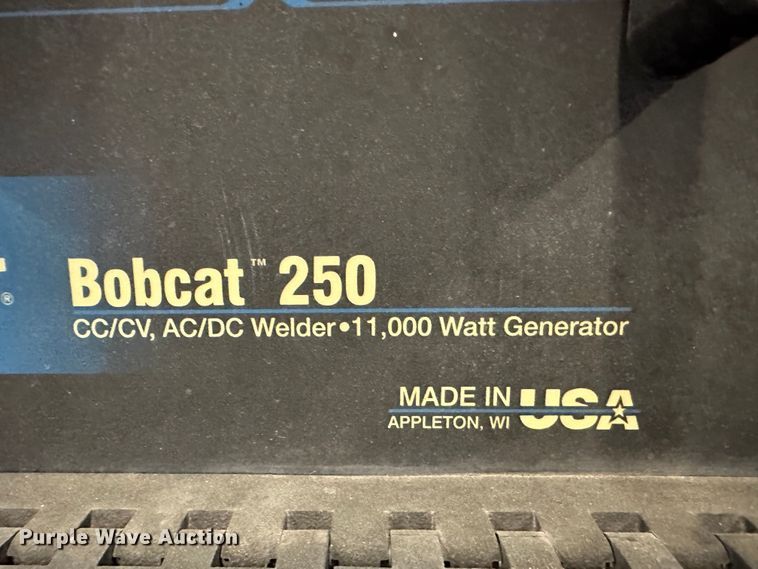 Bobcat™ 250
®
CC/CV, AC/DC Welder•11,000 Watt Generator
MADE IN USA
APPLETON, WI
Purple Wave Auction